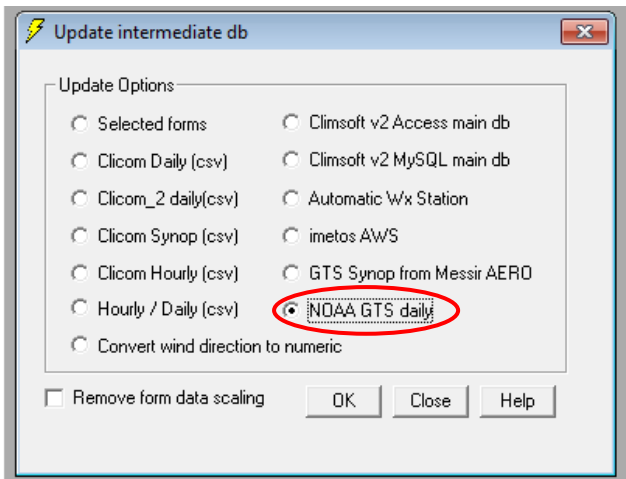 Update intermediate db
Update Options
Selected forms
Climsoft v2 Access main db
Clicom Daily (csv)
Climsoft v2 MySQL main db
Clicom_2 daily(csv)
Automatic Wx Station
Clicom Synop (csv)
imetos AWS
Clicom Hourly (csv)
GTS Synop from Messir AERO
Hourly / Daily (csv)
NOAA GTS daily
Convert wind direction to numeric
Remove form data scaling
OK
Close
Help